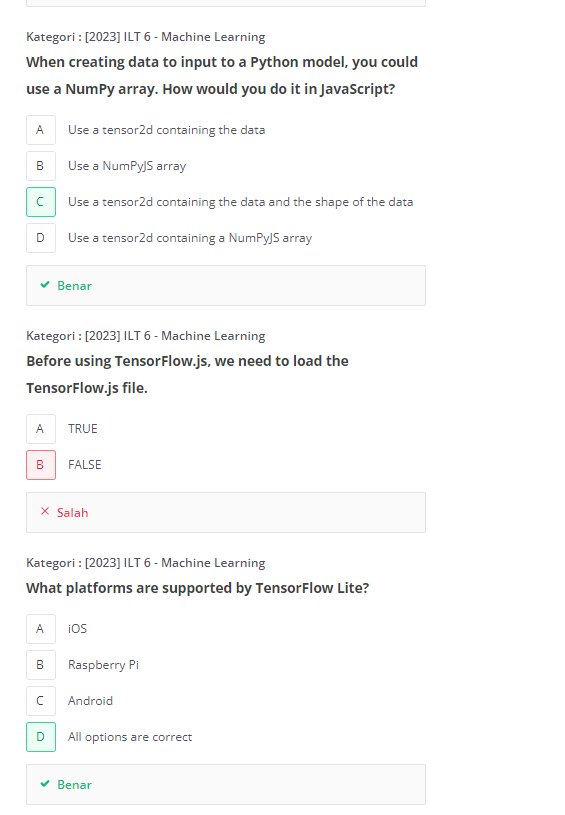 Kategori : [2023] ILT 6 - Machine Learning
When creating data to input to a Python model, you could
use a NumPy array. How would you do it in JavaScript?
A Use a tensor2d containing the data
B Use a NumPyJS array
C Use a tensor2d containing the data and the shape of the data
D Use a tensor2d containing a NumPyJS array
✔ Benar
Kategori : [2023] ILT 6 - Machine Learning
Before using TensorFlow.js, we need to load the
TensorFlow.js file.
A TRUE
B FALSE
✕ Salah
Kategori : [2023] ILT 6 - Machine Learning
What platforms are supported by TensorFlow Lite?
A iOS
B Raspberry Pi
C Android
D All options are correct
✔ Benar